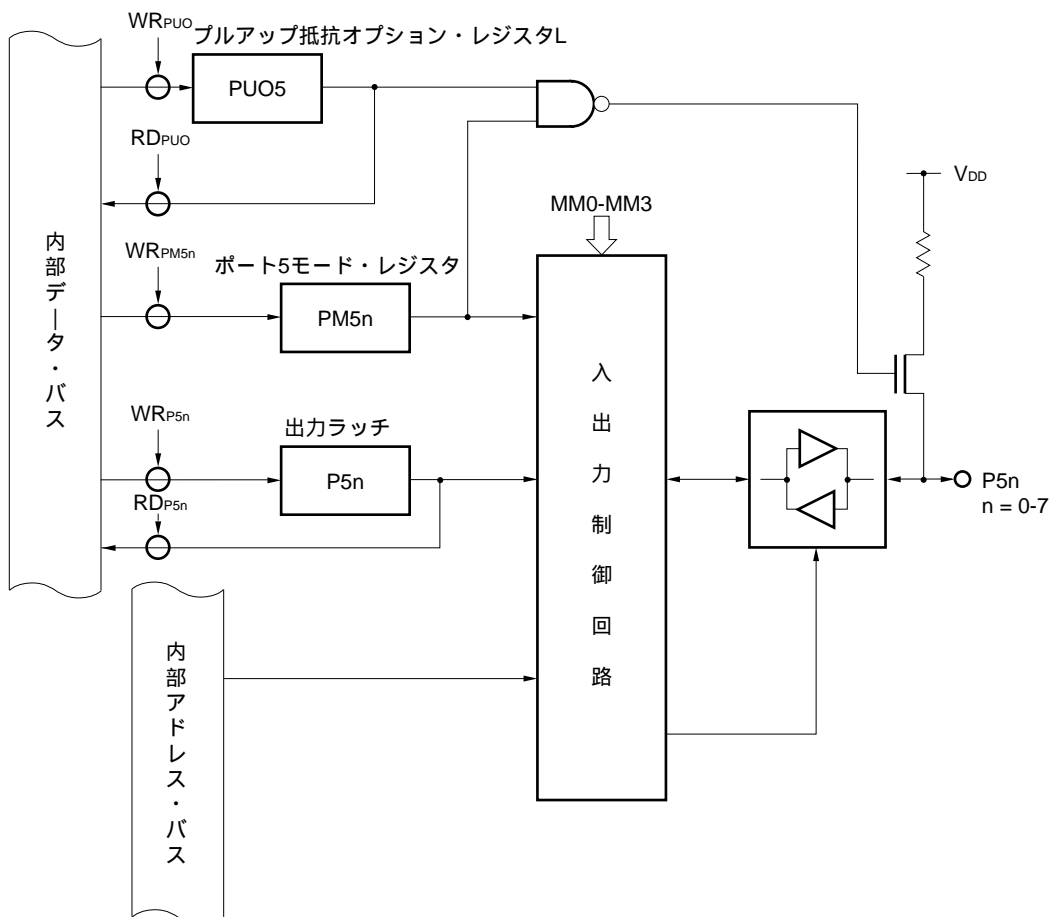 WRPUO
プルアップ抵抗オプション・レジスタL
PUO5
RDPUO
VDD
MM0-MM3
内部データ・バス
WRPM5n
ポート5モード・レジスタ
PM5n
入出力制御回路
WRP5n
出力ラッチ
P5n
RDP5n
P5n
n = 0-7
内部アドレス・バス